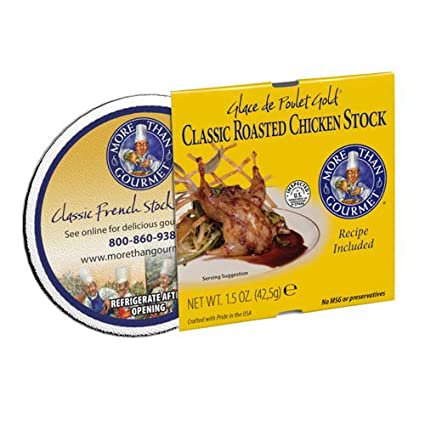 Glace de Poulet Gold®
CLASSIC ROASTED CHICKEN STOCK
MORE THAN GOURMET
Recipe
Included
Serving Suggestion
NET WT. 1.5 OZ. (42,5g) e
Crafted with Pride in the USA
No MSG or preservatives
MORE THAN GOURMET
Classic French Stock
See online for delicious
800-860-938
www.morethangour
REFRIGERATE AFT
OPENING
INSPECTED
U.S.